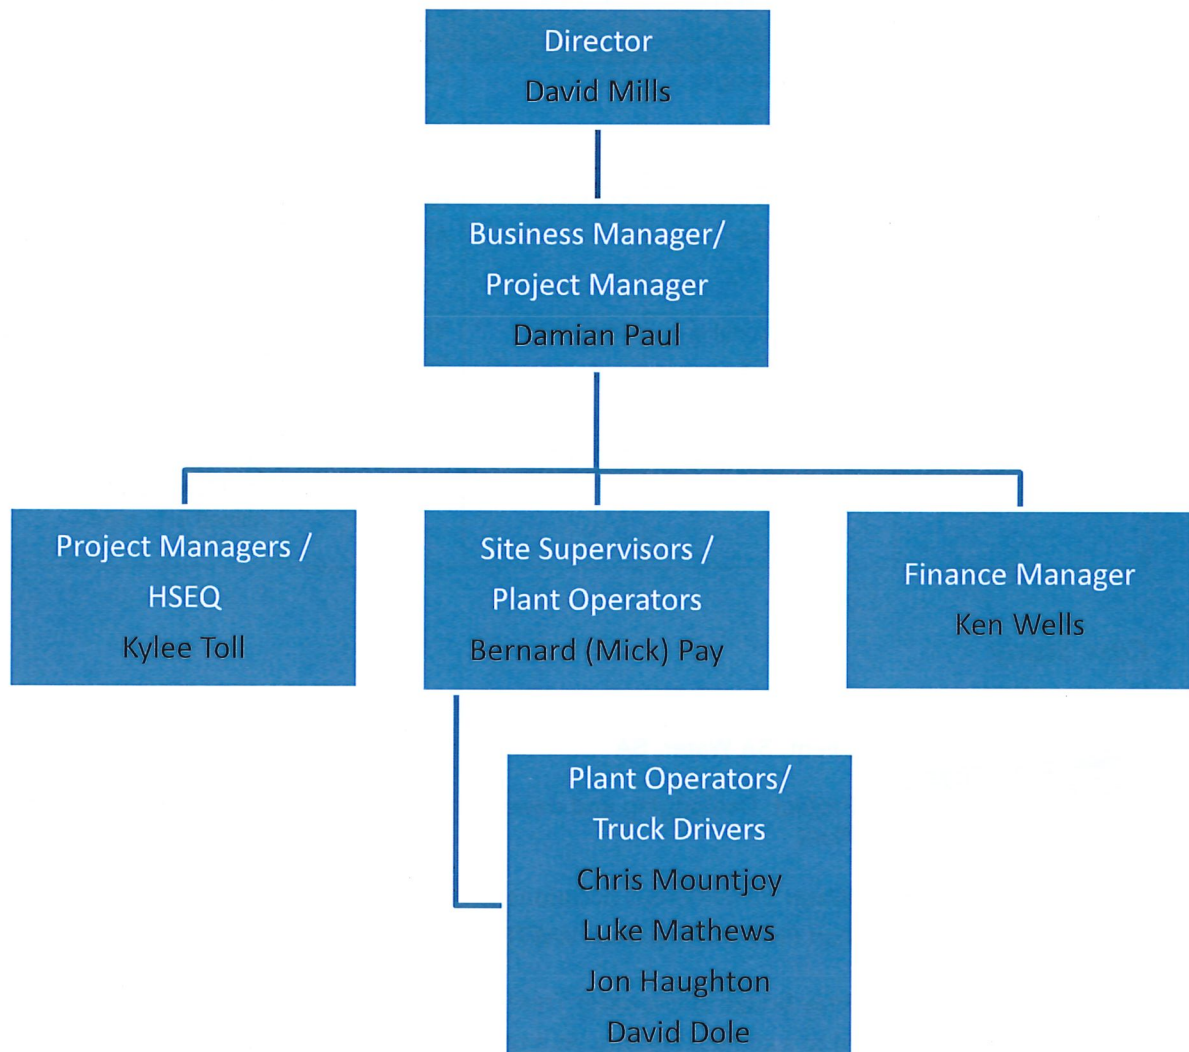 Director
David Mills
Business Manager/
Project Manager
Damian Paul
Project Managers /
HSEQ
Kylee Toll
Site Supervisors /
Plant Operators
Bernard (Mick) Pay
Finance Manager
Ken Wells
Plant Operators/
Truck Drivers
Chris Mountjoy
Luke Mathews
Jon Haughton
David Dole